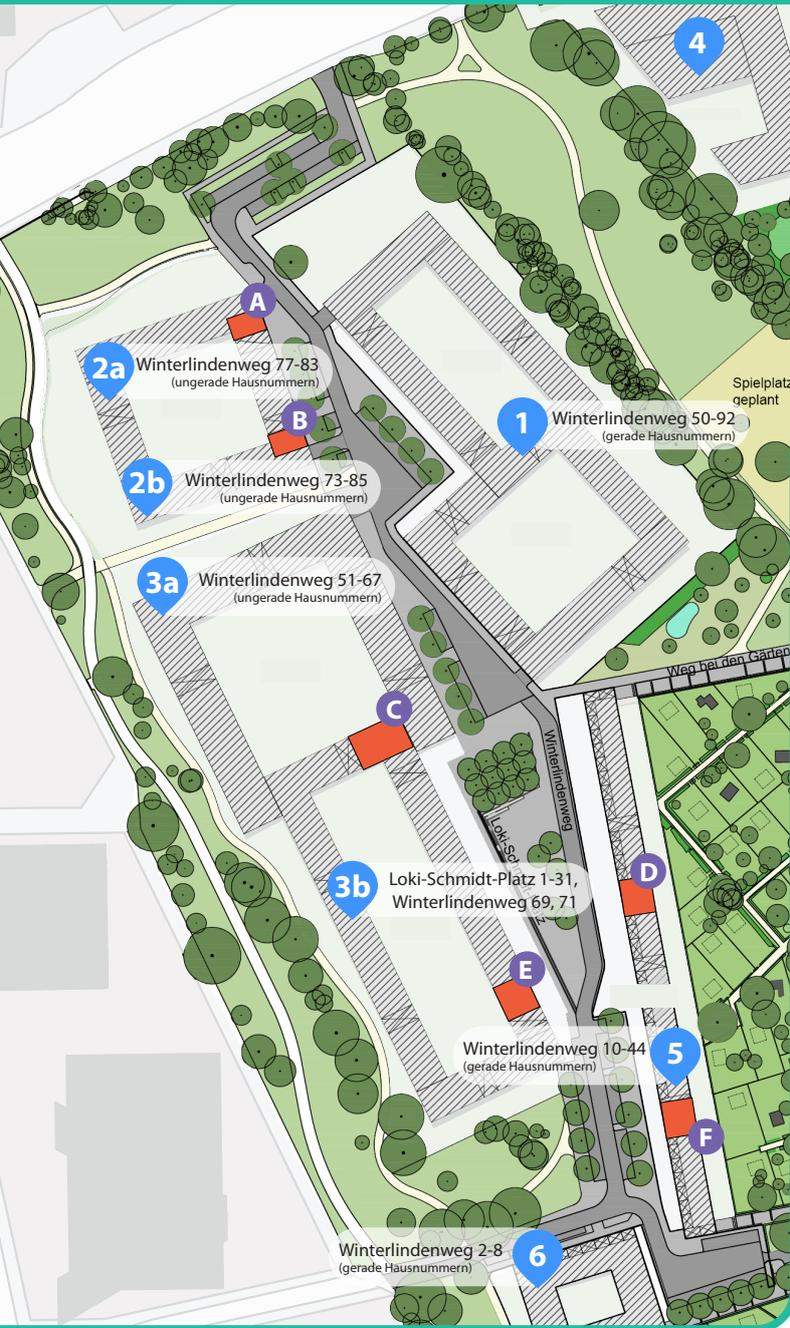 4
A
2a
Winterlindenweg 77-83
(ungerade Hausnummern)
Spielplatz
geplant
B
1
Winterlindenweg 50-92
(gerade Hausnummern)
2b
Winterlindenweg 73-85
(ungerade Hausnummern)
3a
Winterlindenweg 51-67
(ungerade Hausnummern)
Weg bei den Gärten
C
Winterlindenweg
D
3b
Loki-Schmidt-Platz 1-31,
Winterlindenweg 69, 71
E
Winterlindenweg 10-44
(gerade Hausnummern)
5
F
Winterlindenweg 2-8
(gerade Hausnummern)
6